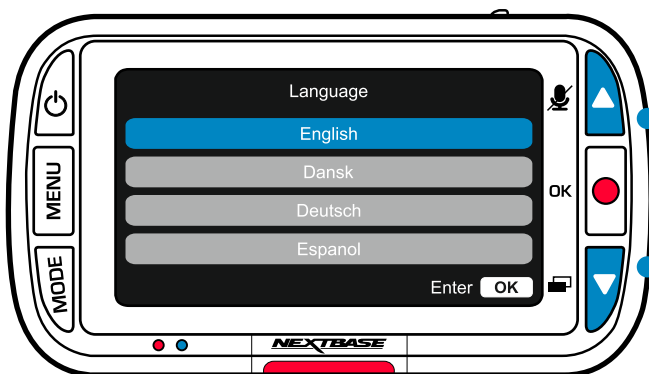 Language
English
Dansk
Deutsch
Espanol
Enter OK
MENU
MODE
OK
NEXTBASE